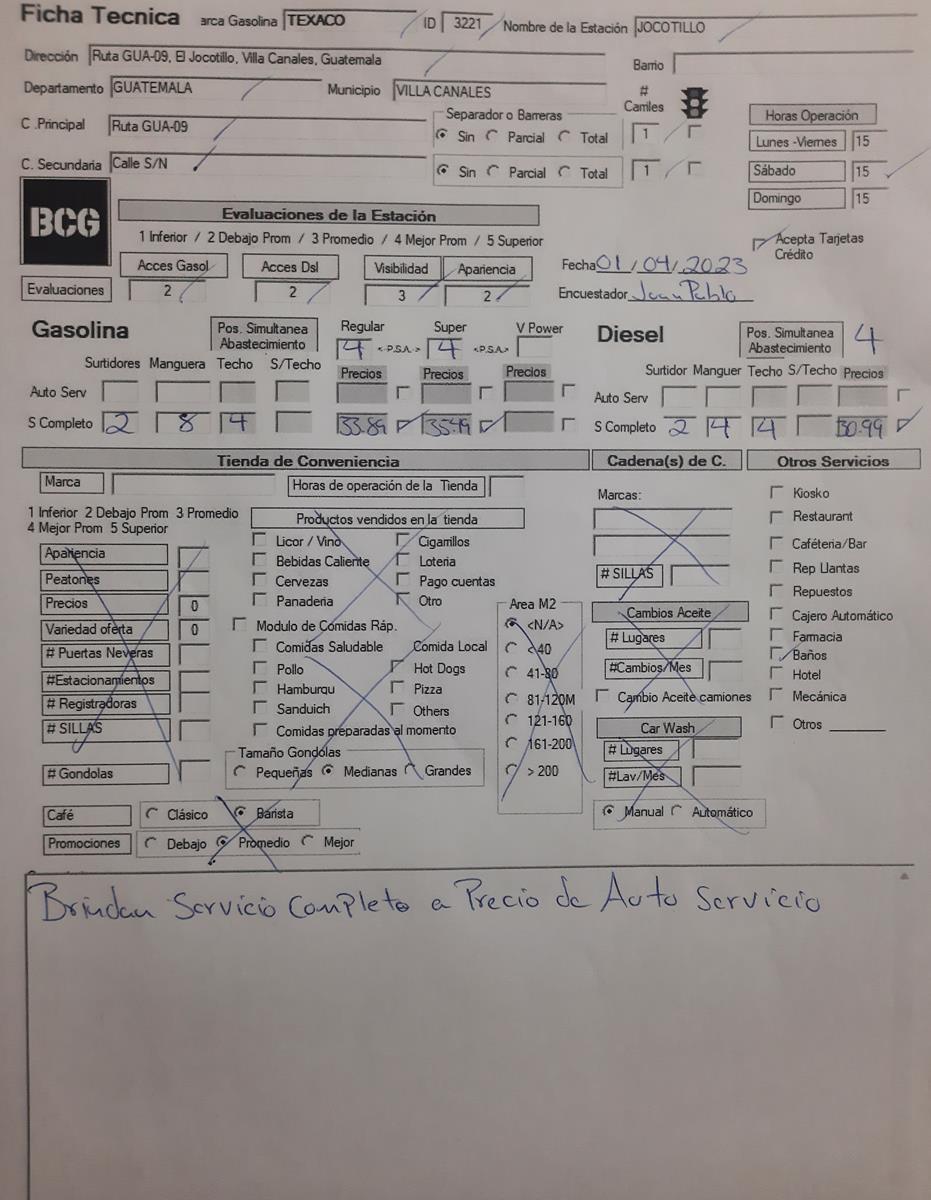 Ficha Tecnica arca Gasolina TEXACO ID 3221 Nombre de la Estación JOCOTILLO
Dirección Ruta GUA-09, El Jocotillo, Villa Canales, Guatemala Barrio
Departamento GUATEMALA Municipio VILLA CANALES # Carriles
C .Principal Ruta GUA-09 Separador o Barreras Sin Parcial Total 1
C. Secundaria Calle S/N Sin Parcial Total 1
Horas Operación
Lunes -Viernes 15
Sábado 15
Domingo 15
BCG
Evaluaciones de la Estación
1 Inferior / 2 Debajo Prom / 3 Promedio / 4 Mejor Prom / 5 Superior
Acepta Tarjetas
Crédito
Acces Gasol Acces Dsl Visibilidad Apariencia
Evaluaciones 2 2 3 2
Fecha 01/04/2023
Encuestador Juan Pablo
Gasolina Pos. Simultanea
Abastecimiento
Regular Super V Power
4 <-P.S.A.-> 4 <-P.S.A.->
Surtidores Manguera Techo S/Techo Precios Precios Precios
Auto Serv
S Completo 2 8 4 33.89 35.49
Diesel Pos. Simultanea
Abastecimiento 4
Surtidor Manguer Techo S/Techo Precios
Auto Serv
S Completo 2 4 4 30.99
Tienda de Conveniencia
Marca Horas de operación de la Tienda
1 Inferior 2 Debajo Prom 3 Promedio
4 Mejor Prom 5 Superior
Apariencia
Peatones
Precios 0
Variedad oferta 0
# Puertas Neveras
#Estacionamientos
# Registradoras
# SILLAS
# Gondolas
Productos vendidos en la tienda
Licor / Vino Cigarrillos
Bebidas Caliente Loteria
Cervezas Pago cuentas
Panaderia Otro
Modulo de Comidas Ráp.
Comidas Saludable Comida Local
Pollo Hot Dogs
Hamburqu Pizza
Sanduich Others
Comidas preparadas al momento
Tamaño Gondolas
Pequeñas Medianas Grandes
Area M2
<N/A>
< 40
41-80
81-120M
121-160
161-200
> 200
Café Clásico Barista
Promociones Debajo Promedio Mejor
Cadena(s) de C.
Marcas:
# SILLAS
Cambios Aceite
# Lugares
#Cambios/Mes
Cambio Aceite camiones
Car Wash
# Lugares
#Lav/Mes
Manual Automático
Otros Servicios
Kiosko
Restaurant
Caféteria/Bar
Rep Llantas
Repuestos
Cajero Automático
Farmacia
Baños
Hotel
Mecánica
Otros
Brindan Servicio Completo a Precio de Auto Servicio